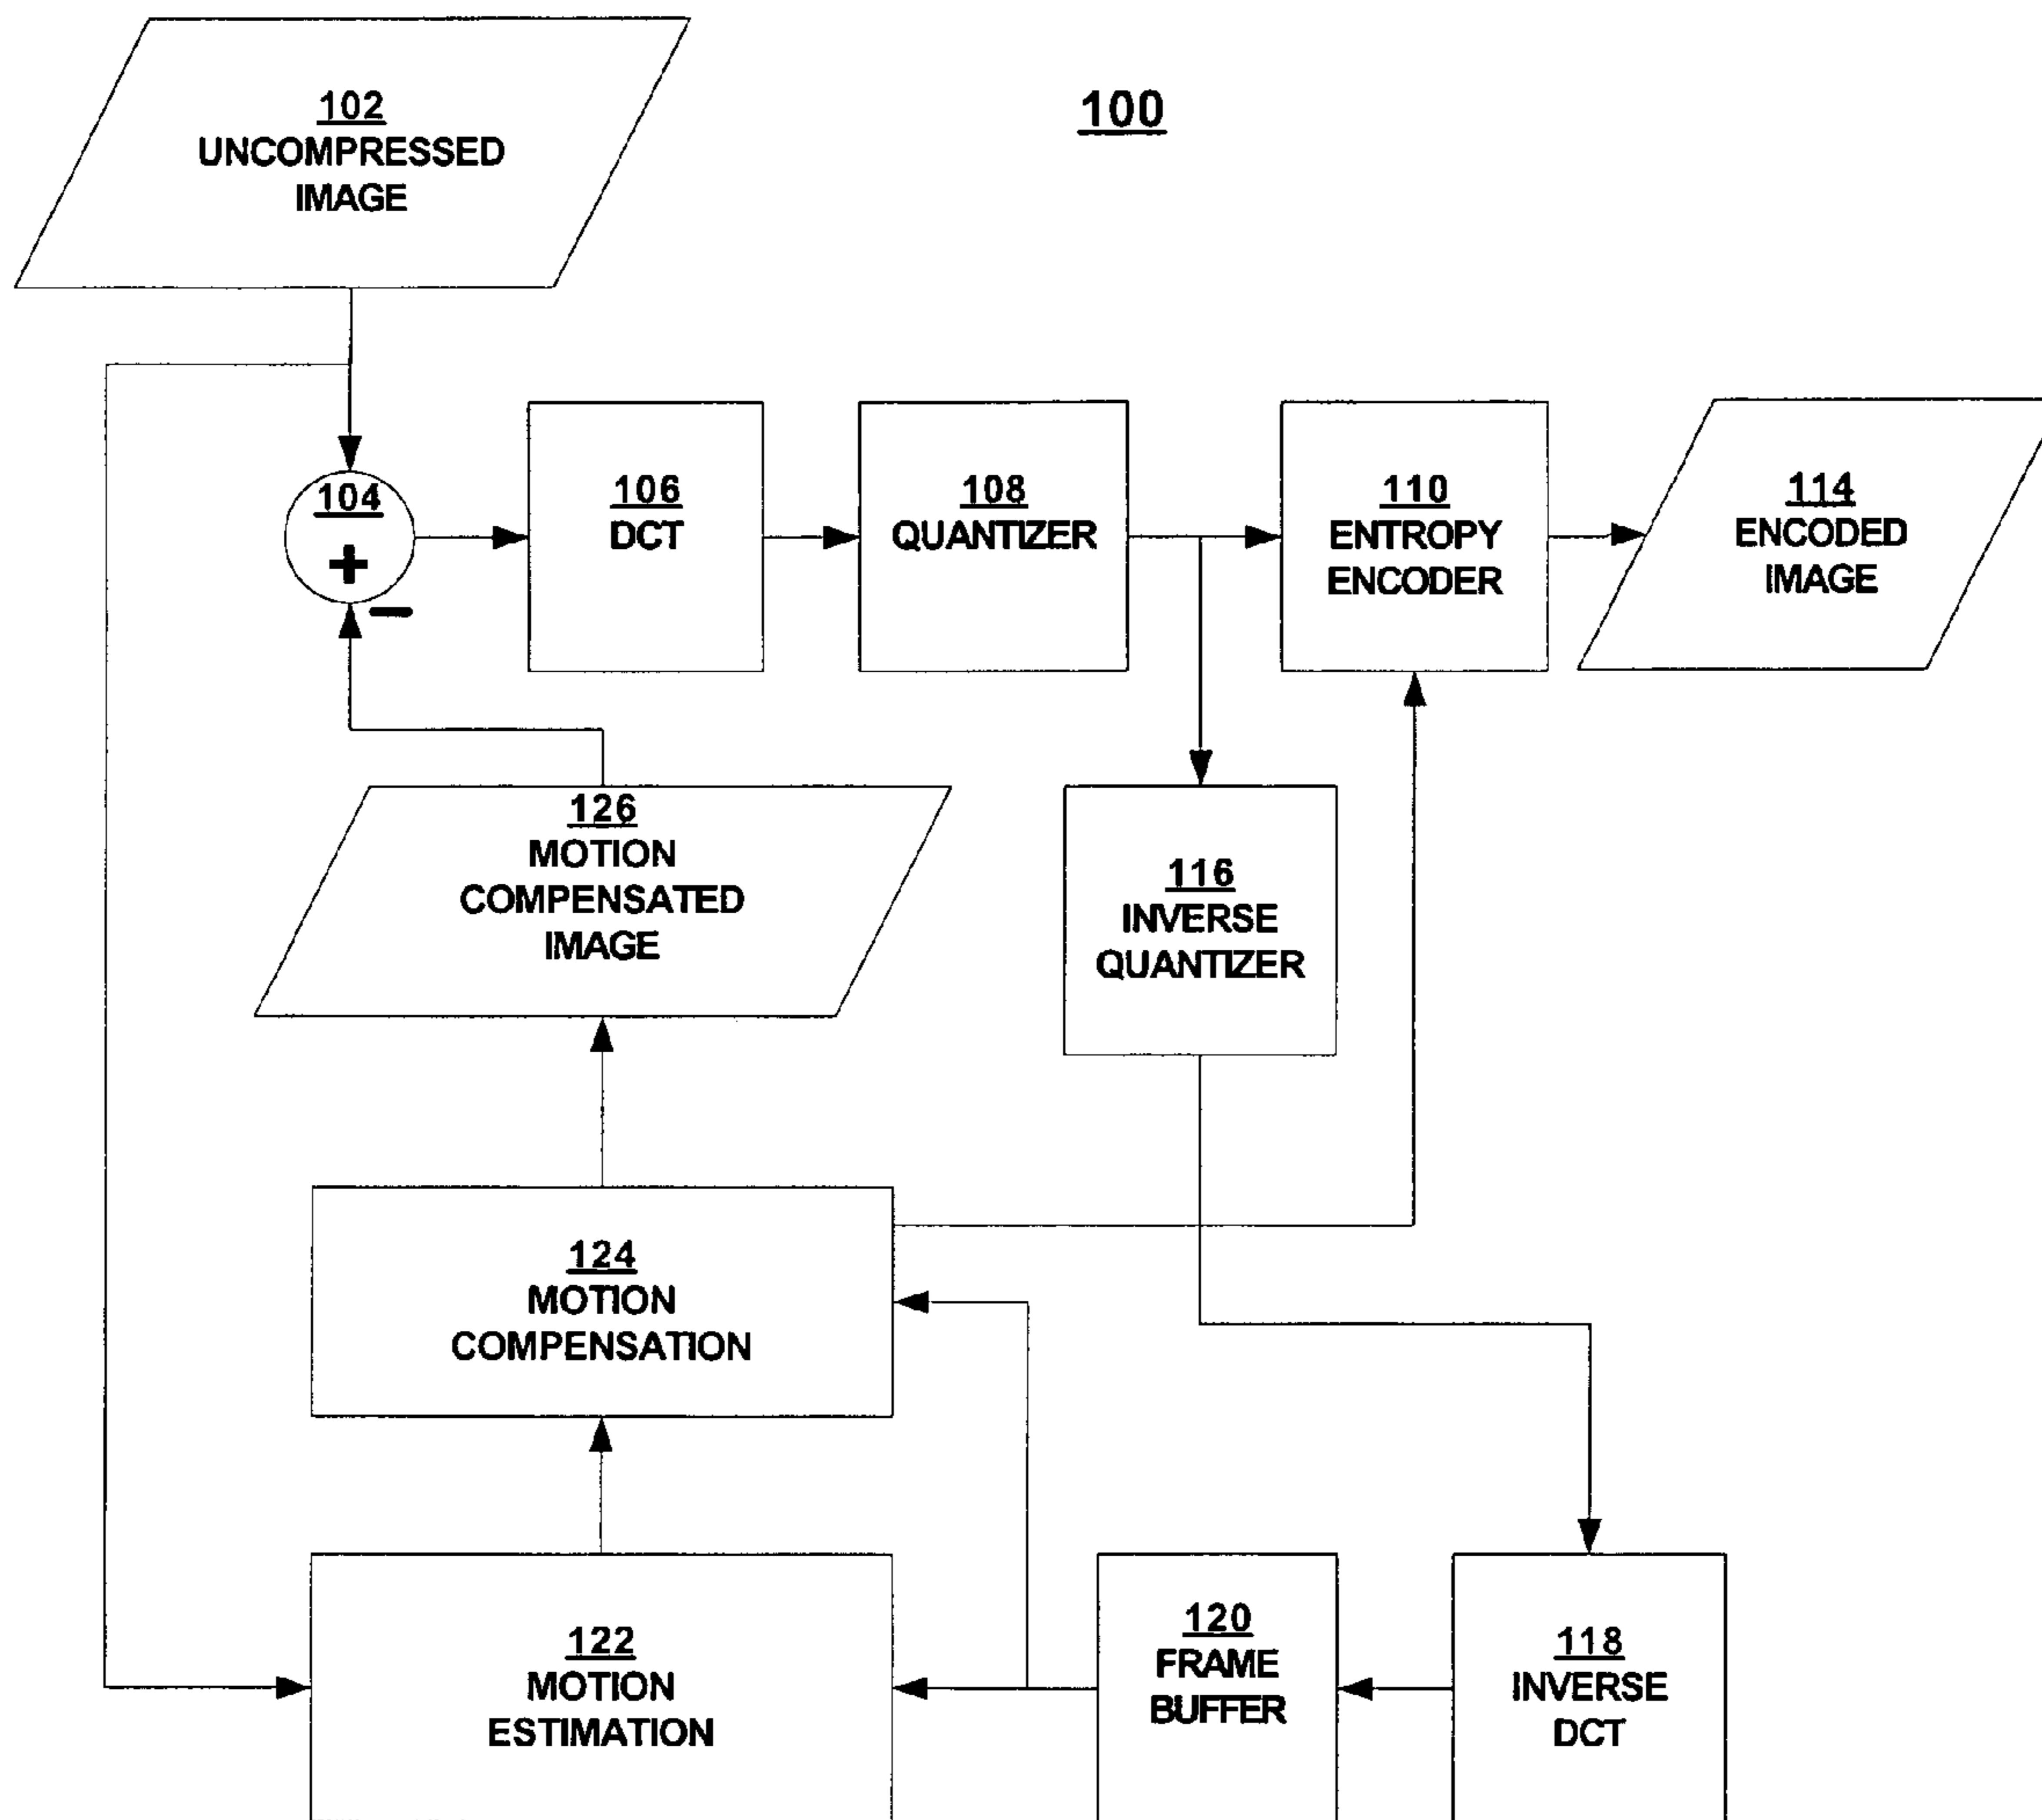 102
UNCOMPRESSED
IMAGE
100
104
+
−
106
DCT
108
QUANTIZER
110
ENTROPY
ENCODER
114
ENCODED
IMAGE
126
MOTION
COMPENSATED
IMAGE
116
INVERSE
QUANTIZER
124
MOTION
COMPENSATION
122
MOTION
ESTIMATION
120
FRAME
BUFFER
118
INVERSE
DCT